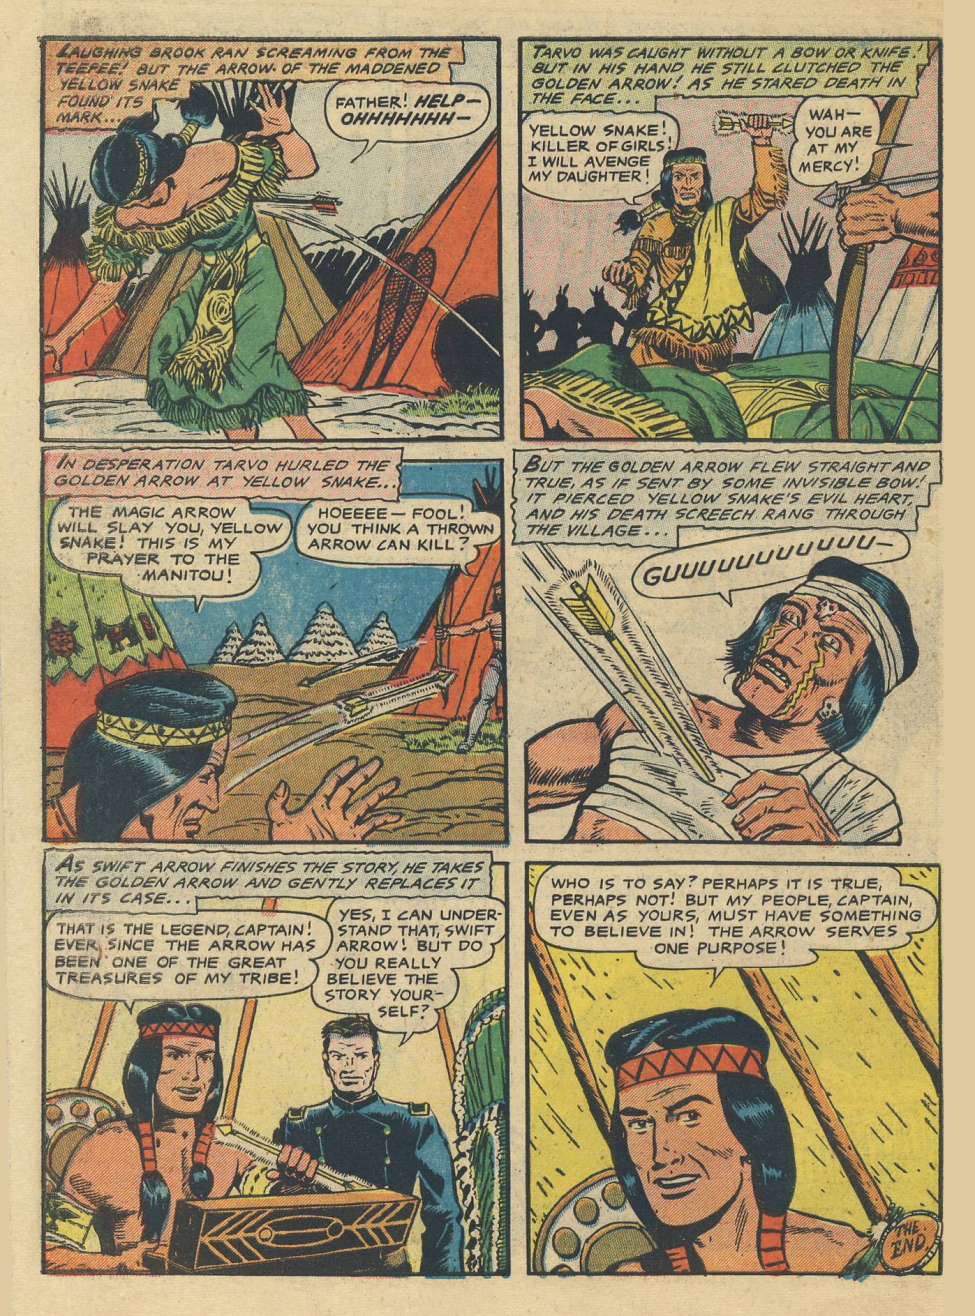 LAUGHING BROOK RAN SCREAMING FROM THE
TEEPEE! BUT THE ARROW OF THE MADDENED
YELLOW SNAKE
FOUND ITS
MARK...
FATHER! HELP—
OHHHHHHH—
TARVO WAS CAUGHT WITHOUT A BOW OR KNIFE!
BUT IN HIS HAND HE STILL CLUTCHED THE
GOLDEN ARROW! AS HE STARED DEATH IN
THE FACE...
YELLOW SNAKE!
KILLER OF GIRLS!
I WILL AVENGE
MY DAUGHTER!
WAH—
YOU ARE
AT MY
MERCY!
IN DESPERATION TARVO HURLED THE
GOLDEN ARROW AT YELLOW SNAKE...
THE MAGIC ARROW
WILL SLAY YOU, YELLOW
SNAKE! THIS IS MY
PRAYER TO THE
MANITOU!
HOEEEE— FOOL!
YOU THINK A THROWN
ARROW CAN KILL?
BUT THE GOLDEN ARROW FLEW STRAIGHT AND
TRUE, AS IF SENT BY SOME INVISIBLE BOW!
IT PIERCED YELLOW SNAKE'S EVIL HEART,
AND HIS DEATH SCREECH RANG THROUGH
THE VILLAGE...
GUUUUUUUUUU—
AS SWIFT ARROW FINISHES THE STORY, HE TAKES
THE GOLDEN ARROW AND GENTLY REPLACES IT
IN ITS CASE...
THAT IS THE LEGEND, CAPTAIN!
EVER SINCE THE ARROW HAS
BEEN ONE OF THE GREAT
TREASURES OF MY TRIBE!
YES, I CAN UNDER-
STAND THAT, SWIFT
ARROW! BUT DO
YOU REALLY
BELIEVE THE
STORY YOUR-
SELF?
WHO IS TO SAY? PERHAPS IT IS TRUE,
PERHAPS NOT! BUT MY PEOPLE, CAPTAIN,
EVEN AS YOURS, MUST HAVE SOMETHING
TO BELIEVE IN! THE ARROW SERVES
ONE PURPOSE!
THE
END